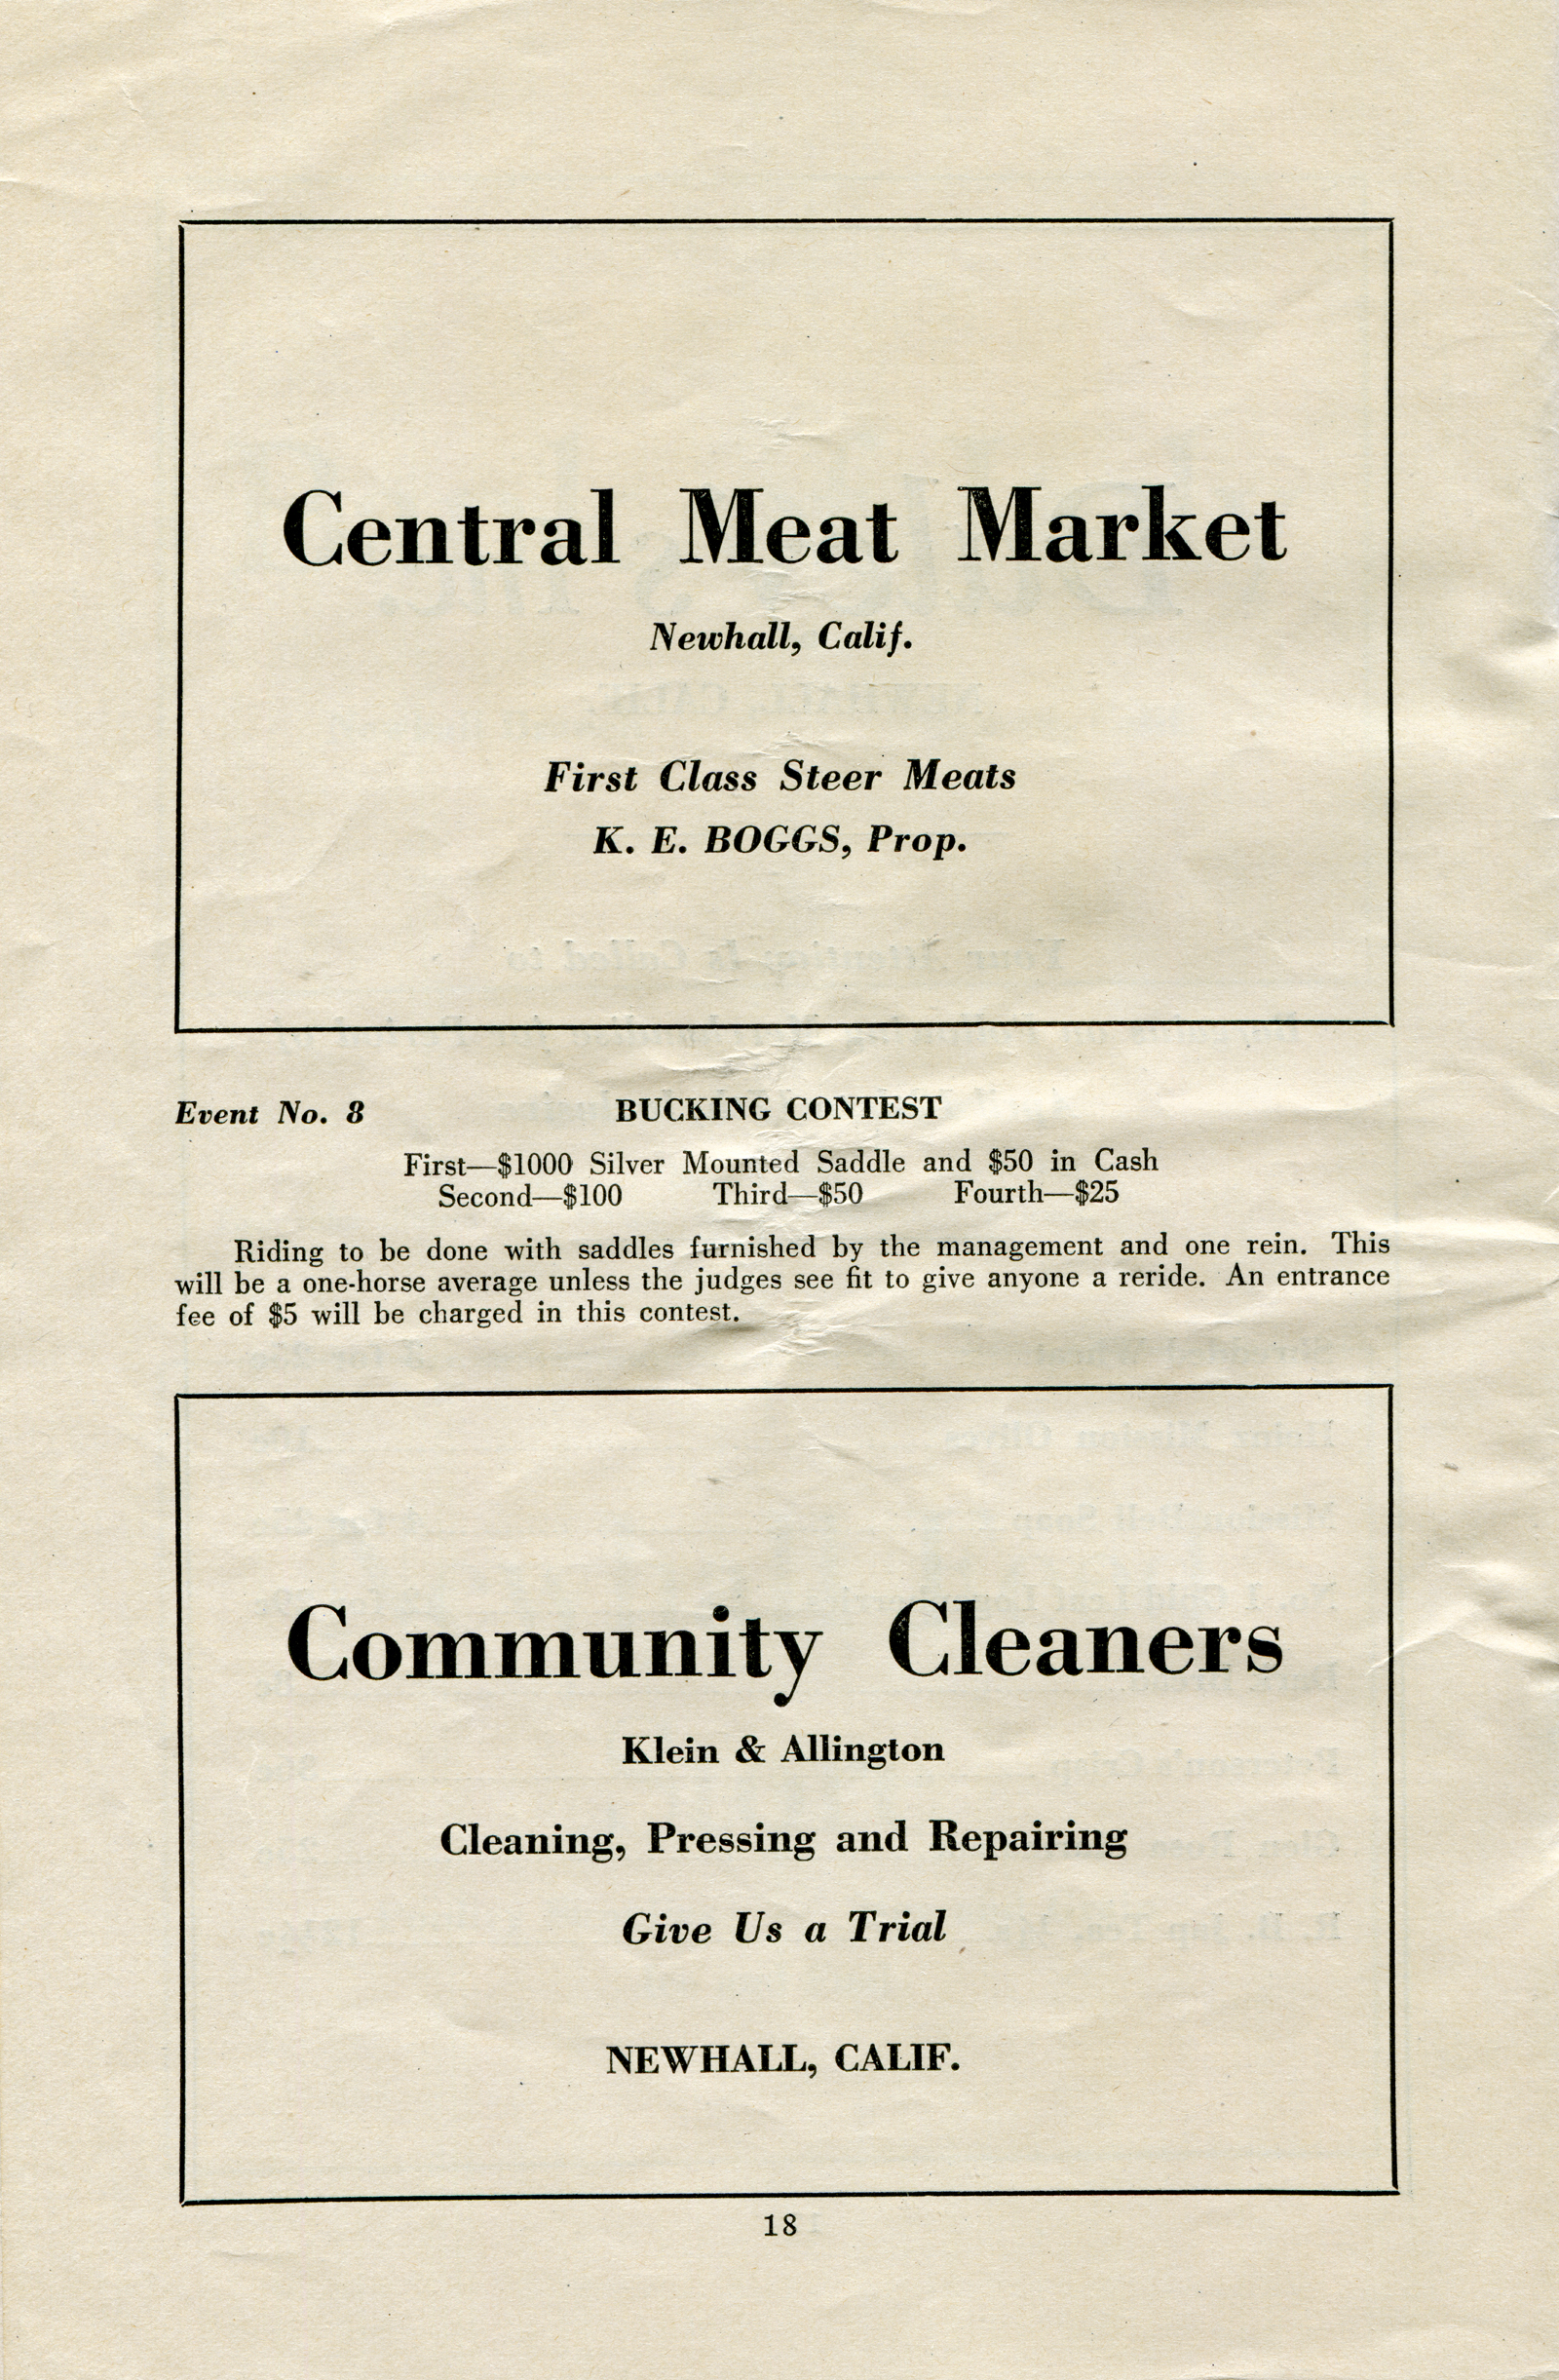 Central Meat Market
Newhall, Calif.
First Class Steer Meats
K. E. BOGGS, Prop.
Event No. 8 BUCKING CONTEST
First—$1000 Silver Mounted Saddle and $50 in Cash
Second—$100 Third—$50 Fourth—$25
Riding to be done with saddles furnished by the management and one rein. This
will be a one-horse average unless the judges see fit to give anyone a reride. An entrance
fee of $5 will be charged in this contest.
Community Cleaners
Klein & Allington
Cleaning, Pressing and Repairing
Give Us a Trial
NEWHALL, CALIF.
18